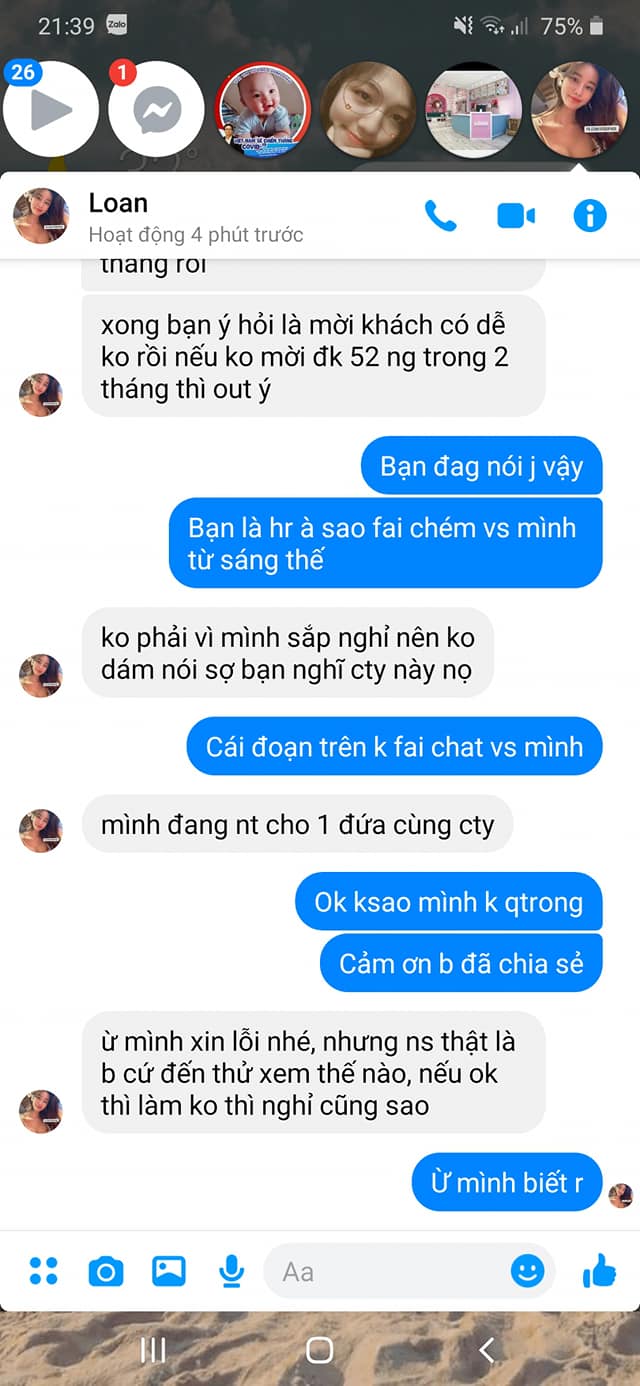 21:39
Zalo
75%
26
1
Loan
Hoạt động 4 phút trước
tháng rồi
xong bạn ý hỏi là mời khách có dễ
ko rồi nếu ko mời đk 52 ng trong 2
tháng thì out ý
Bạn đag nói j vậy
Bạn là hr à sao fai chém vs mình
từ sáng thế
ko phải vì mình sắp nghỉ nên ko
dám nói sợ bạn nghĩ cty này nọ
Cái đoạn trên k fai chat vs mình
mình đang nt cho 1 đứa cùng cty
Ok ksao mình k qtrong
Cảm ơn b đã chia sẻ
ừ mình xin lỗi nhé, nhưng ns thật là
b cứ đến thử xem thế nào, nếu ok
thì làm ko thì nghỉ cũng sao
Ừ mình biết r
Aa